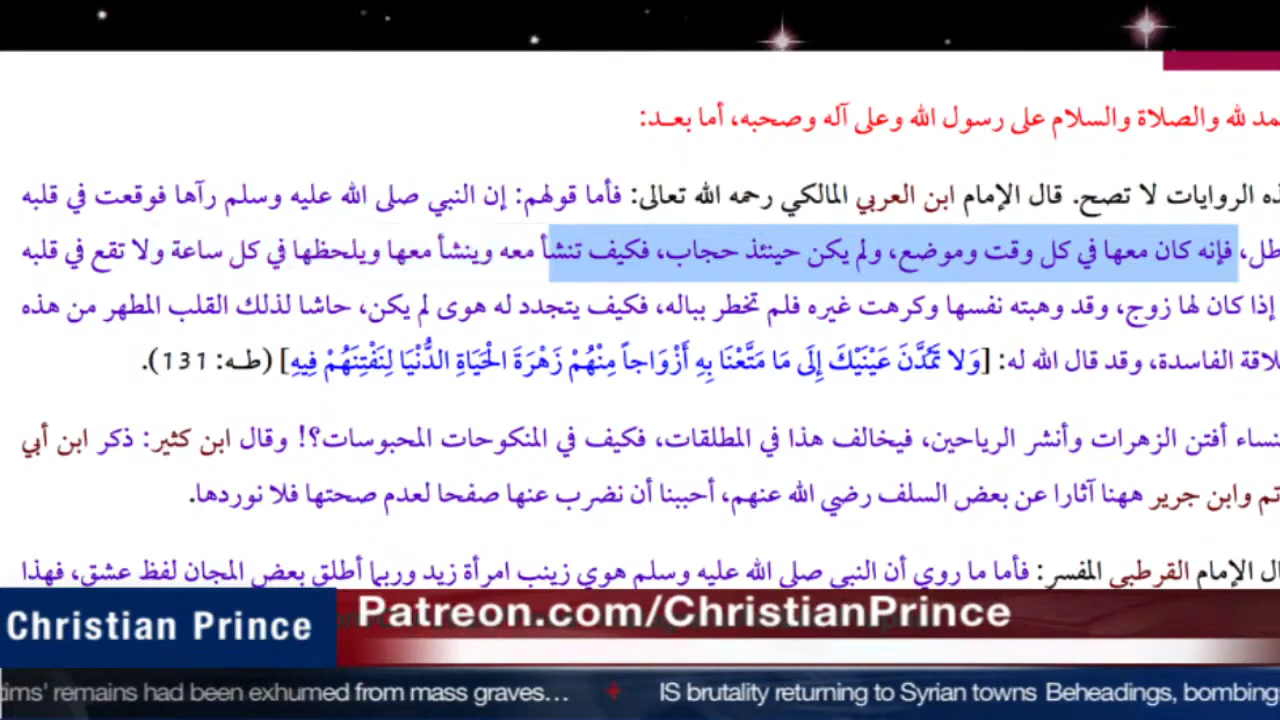 لله والصلاة والسلام على رسول الله وعلى آله وصحبه، أما بعـد:
الروايات لا تصح. قال الإمام ابن العربي المالكي رحمه الله تعالى: فأما قولهم: إن النبي صلى الله عليه وسلم رآها فوقعت في قلبه
فإنه كان معها في كل وقت وموضع، ولم يكن حينئذ حجاب، فكيف تنشأ معه وينشأ معها ويلحظها في كل ساعة ولا تقع في قلبه
إذا كان لها زوج، وقد وهبته نفسها وكرهت غيره فلم تخطر بباله، فكيف يتجدد له هوى لم يكن، حاشا لذلك القلب المطهر من هذه
الفاسدة، وقد قال الله له: [وَلا تَمُدَّنَّ عَيْنَيْكَ إِلَى مَا مَتَّعْنَا بِهِ أَزْوَاجاً مِنْهُمْ زَهْرَةَ الْحَيَاةِ الدُّنْيَا لِنَفْتِنَهُمْ فِيهِ] (طـه: 131).
أفتن الزهرات وأنشر الرياحين، فيخالف هذا في المطلقات، فكيف في المنكوحات المحبوسات؟! وقال ابن كثير: ذكر ابن أبي
وابن جرير ههنا آثارا عن بعض السلف رضي الله عنهم، أحببنا أن نضرب عنها صفحا لعدم صحتها فلا نوردها.
الإمام القرطبي المفسر: فأما ما روي أن النبي صلى الله عليه وسلم هوي زينب امرأة زيد وربما أطلق بعض المجان لفظ عشق، فهذا
Christian Prince
Patreon.com/ChristianPrince
remains had been exhumed from mass graves... IS brutality returning to Syrian towns Beheadings,